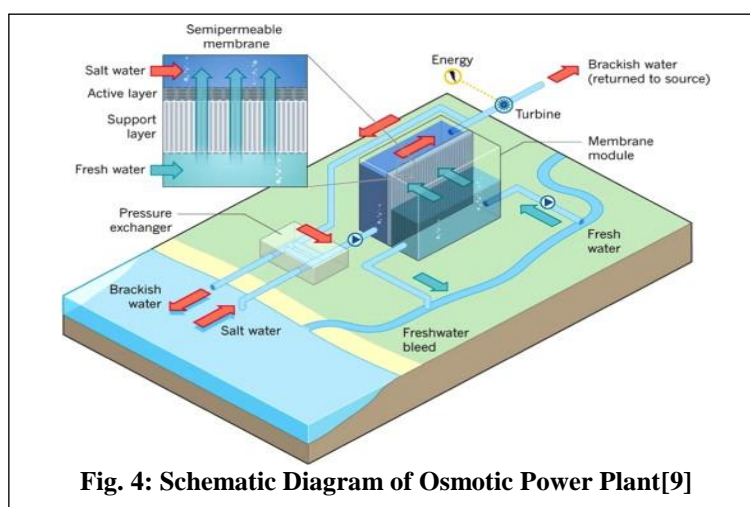 Semipermeable
membrane
Salt water
Active layer
Support
layer
Fresh water
Energy
Brackish water
(returned to source)
Turbine
Membrane
module
Pressure
exchanger
Fresh
water
Brackish
water
Salt water
Freshwater
bleed
Fig. 4: Schematic Diagram of Osmotic Power Plant[9]